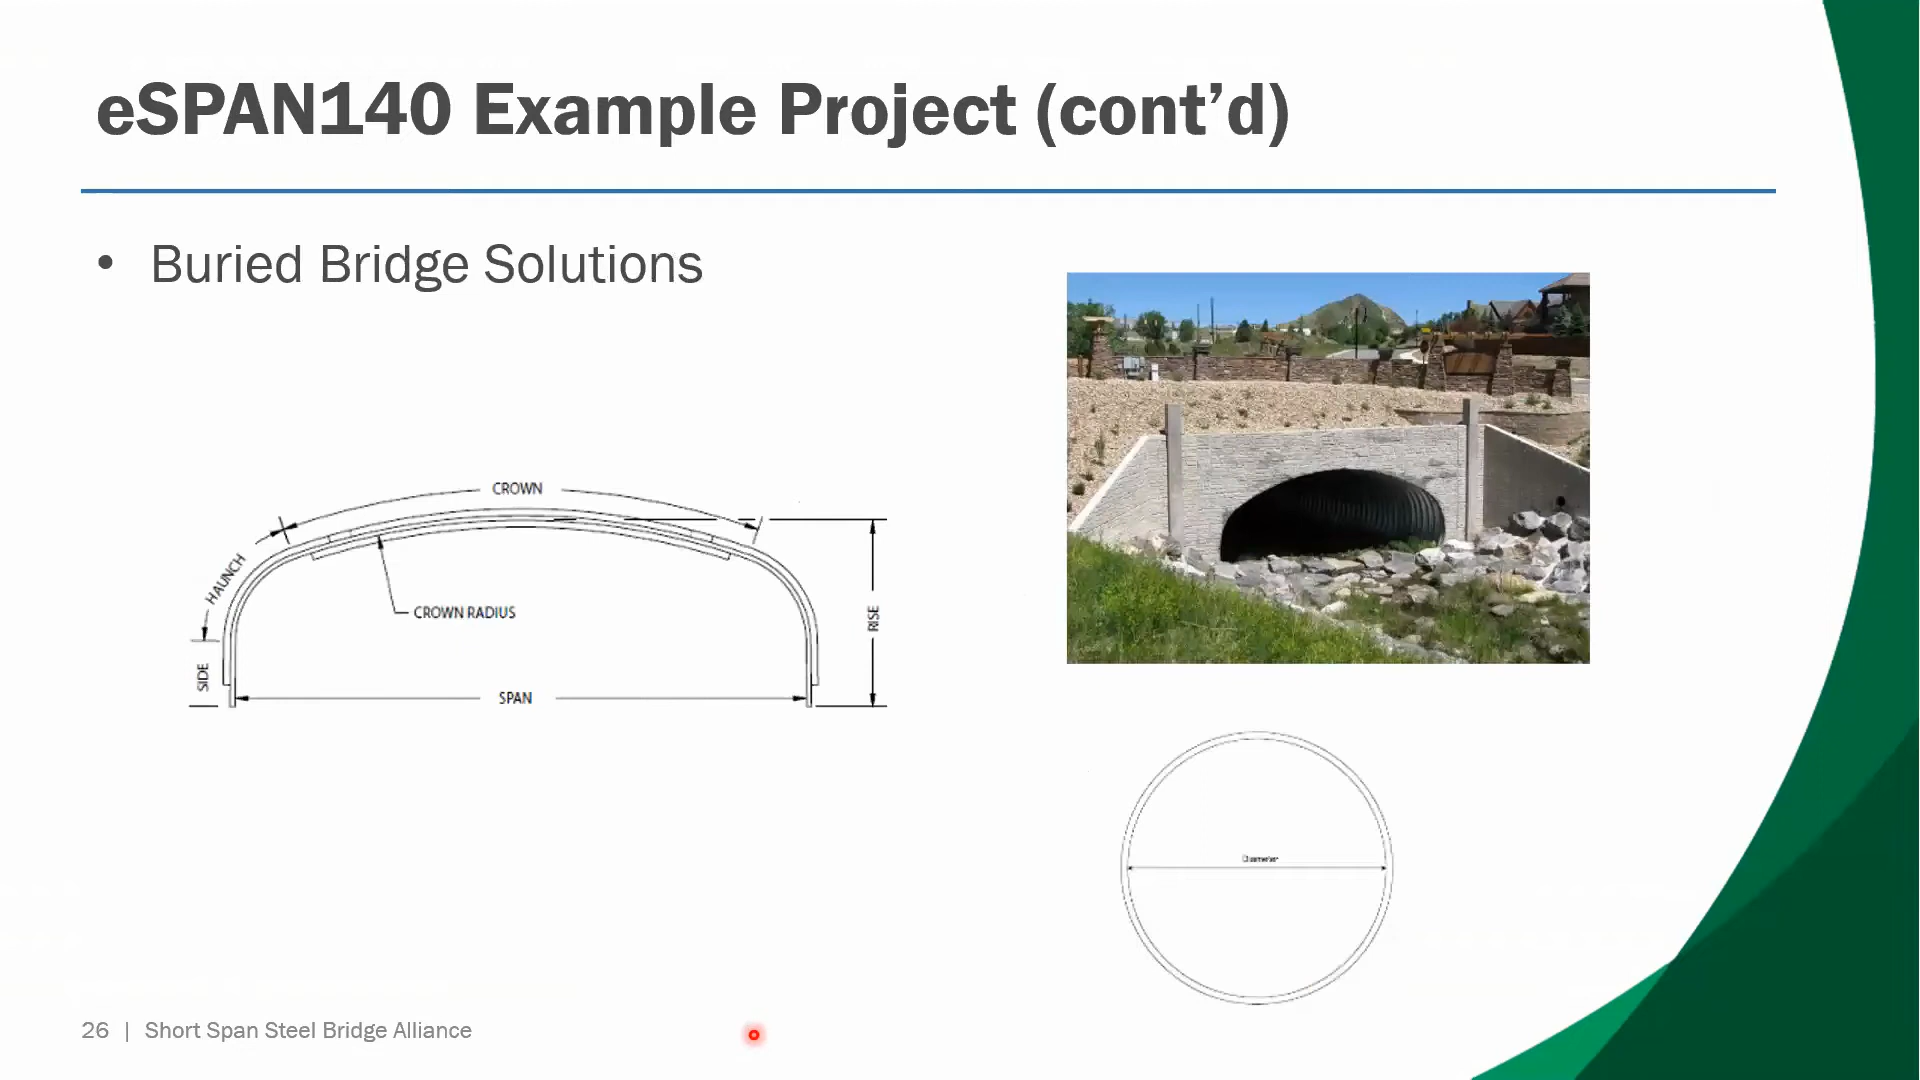 eSPAN140 Example Project (cont’d)
• Buried Bridge Solutions
CROWN
HAUNCH
CROWN RADIUS
RISE
SIDE
SPAN
Diameter
26 | Short Span Steel Bridge Alliance